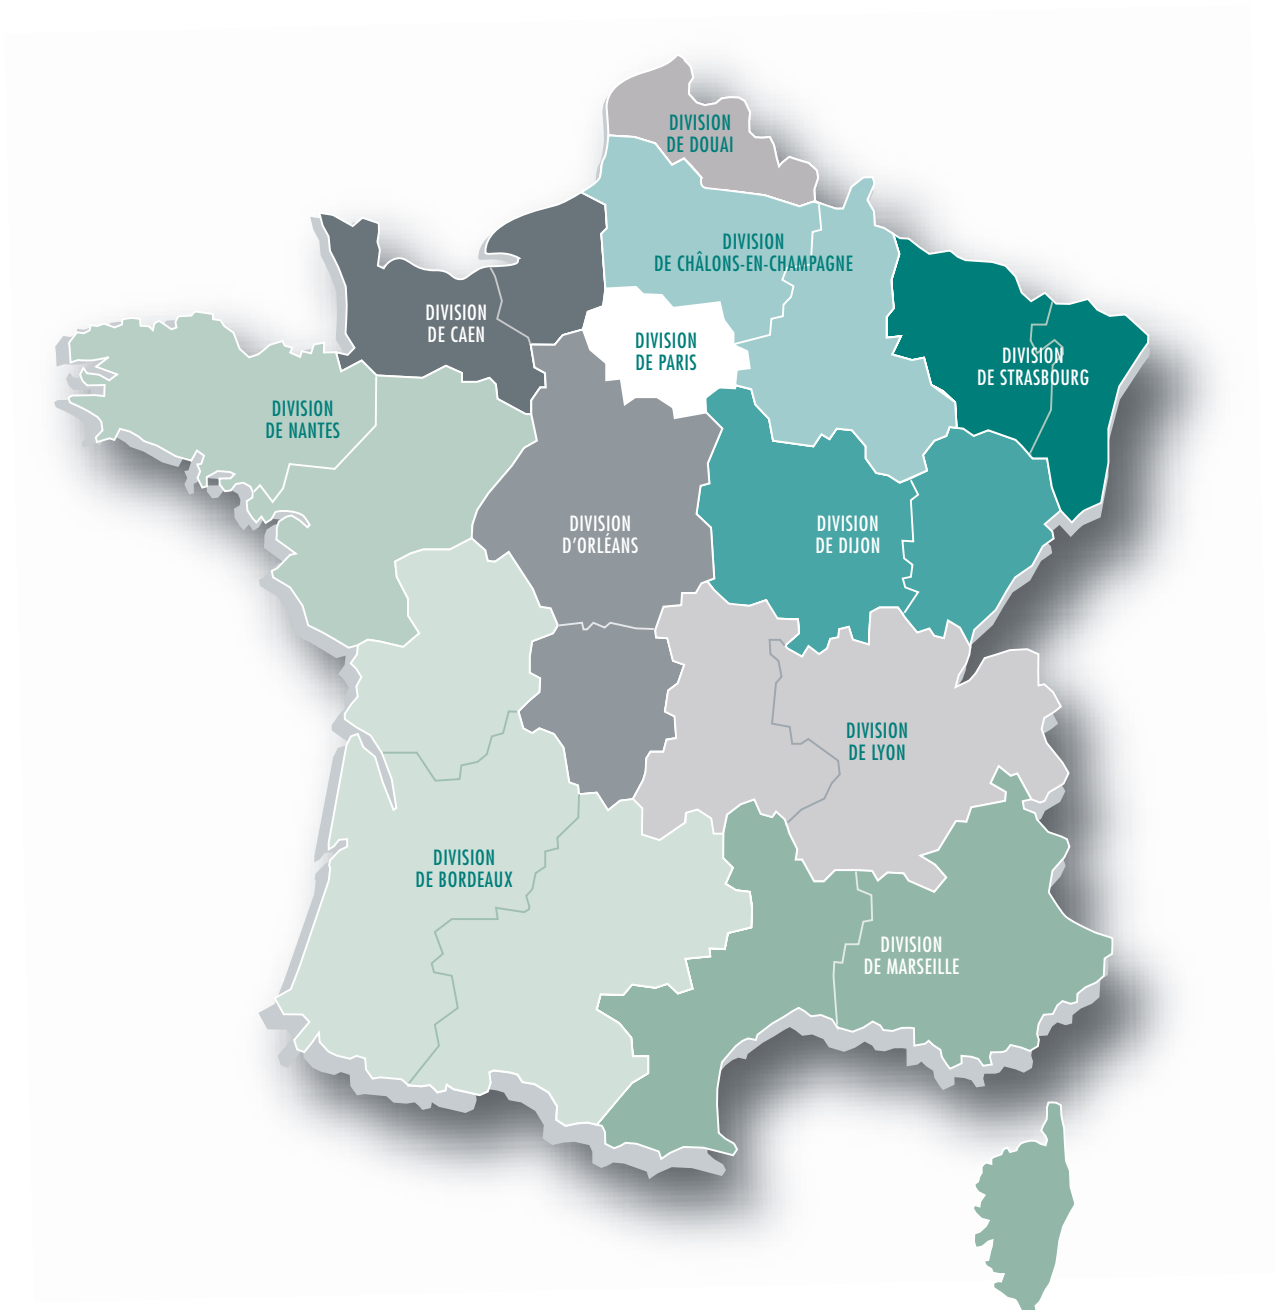 DIVISION
DE DOUAI
DIVISION
DE CHÂLONS-EN-CHAMPAGNE
DIVISION
DE CAEN
DIVISION
DE PARIS
DIVISION
DE STRASBOURG
DIVISION
DE NANTES
DIVISION
D'ORLÉANS
DIVISION
DE DIJON
DIVISION
DE LYON
DIVISION
DE BORDEAUX
DIVISION
DE MARSEILLE